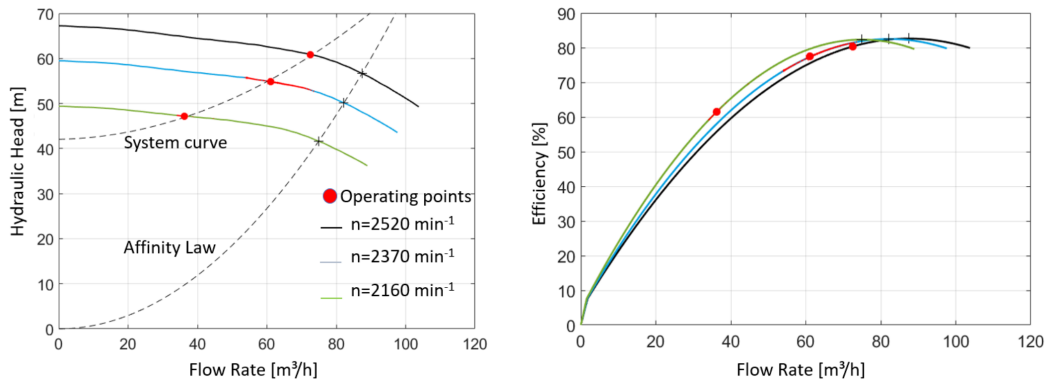 70
60
50
40
30
20
10
0
0 20 40 60 80 100 120
Hydraulic Head [m]
Flow Rate [m³/h]
System curve
Affinity Law
Operating points
n=2520 min-1
n=2370 min-1
n=2160 min-1
90
80
70
60
50
40
30
20
10
0
0 20 40 60 80 100 120
Efficiency [%]
Flow Rate [m³/h]